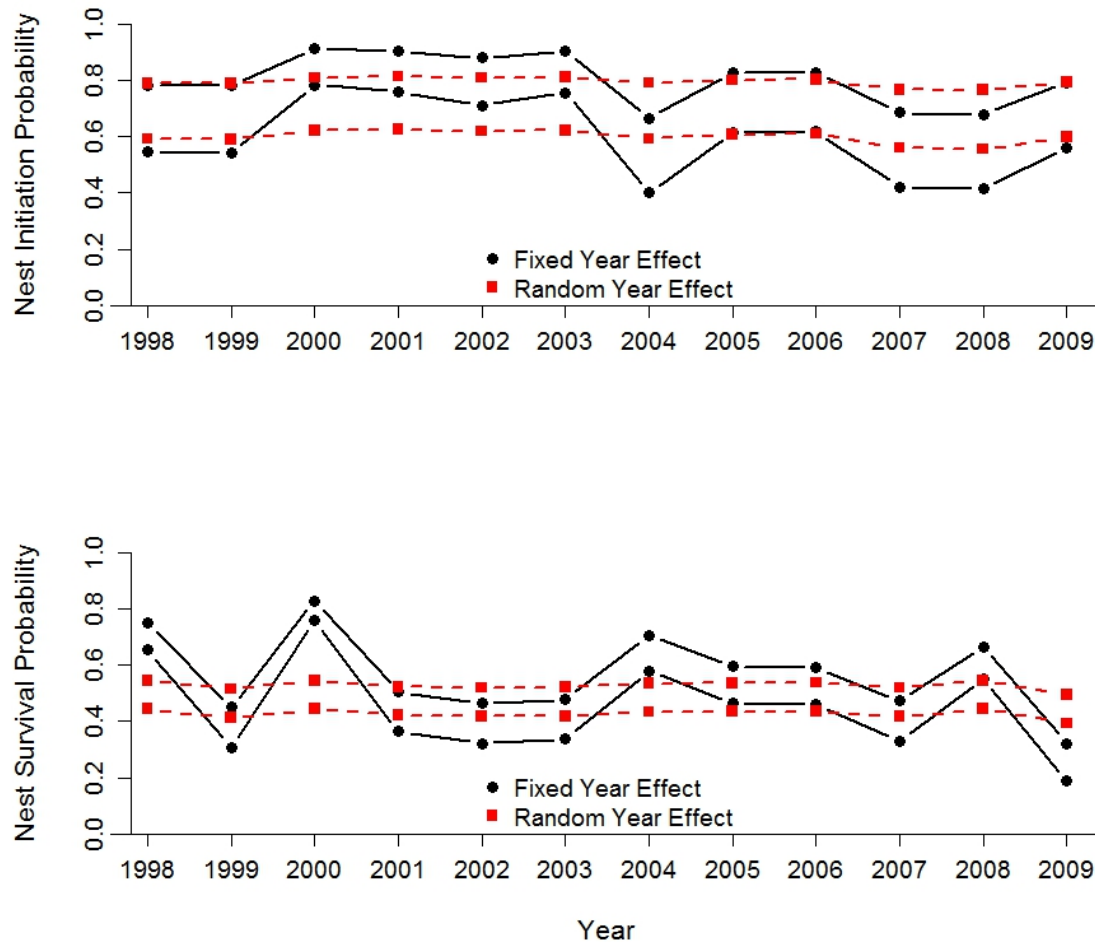 Nest Initiation Probability
1.0
0.8
0.6
0.4
0.2
0.0
Fixed Year Effect
Random Year Effect
1998 1999 2000 2001 2002 2003 2004 2005 2006 2007 2008 2009
Nest Survival Probability
1.0
0.8
0.6
0.4
0.2
0.0
Fixed Year Effect
Random Year Effect
1998 1999 2000 2001 2002 2003 2004 2005 2006 2007 2008 2009
Year